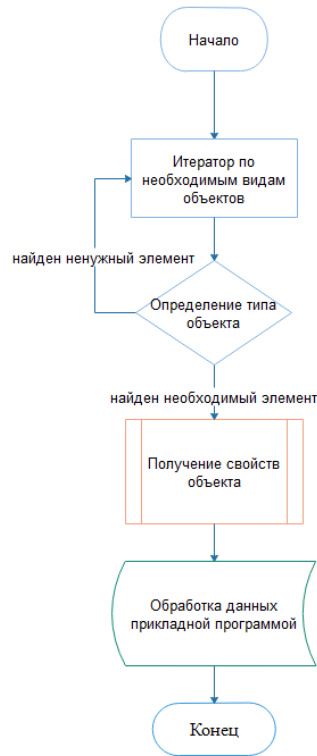 Начало
Итератор по
необходимым видам
объектов
найден ненужный элемент
Определение типа
объекта
найден необходимый элемент
Получение свойств
объекта
Обработка данных
прикладной программой
Конец